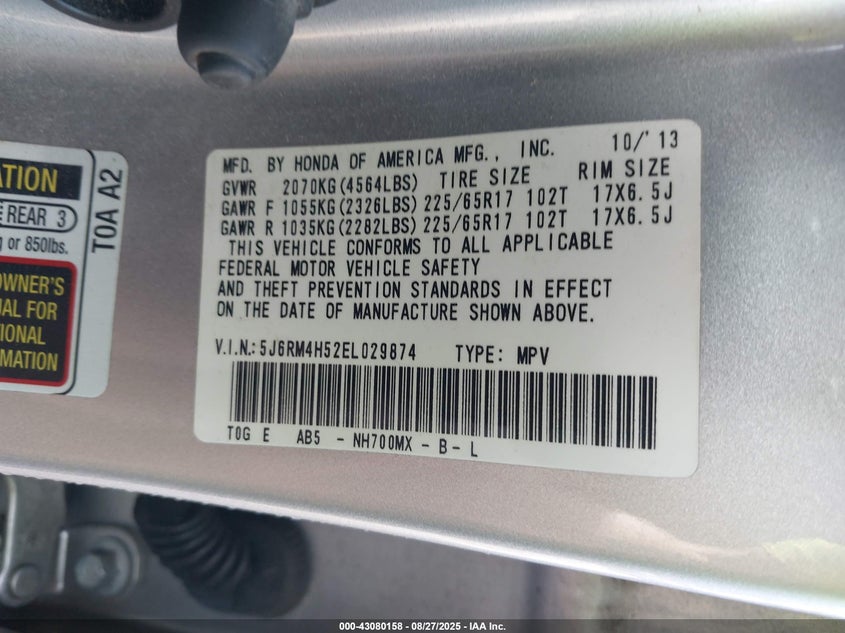 ATION
REAR 3
g or 850lbs.
OWNER'S
UAL FOR
TIONAL
RMATION
T0A A2
MFD. BY HONDA OF AMERICA MFG., INC. 10/'13
GVWR 2070KG(4564LBS) TIRE SIZE RIM SIZE
GAWR F 1055KG(2326LBS) 225/65R17 102T 17X6.5J
GAWR R 1035KG(2282LBS) 225/65R17 102T 17X6.5J
THIS VEHICLE CONFORMS TO ALL APPLICABLE
FEDERAL MOTOR VEHICLE SAFETY
AND THEFT PREVENTION STANDARDS IN EFFECT
ON THE DATE OF MANUFACTURE SHOWN ABOVE.
V.I.N.:5J6RM4H52EL029874 TYPE: MPV
T0G E AB5 - NH700MX - B - L
000-43080158 - 08/27/2025 - IAA Inc.